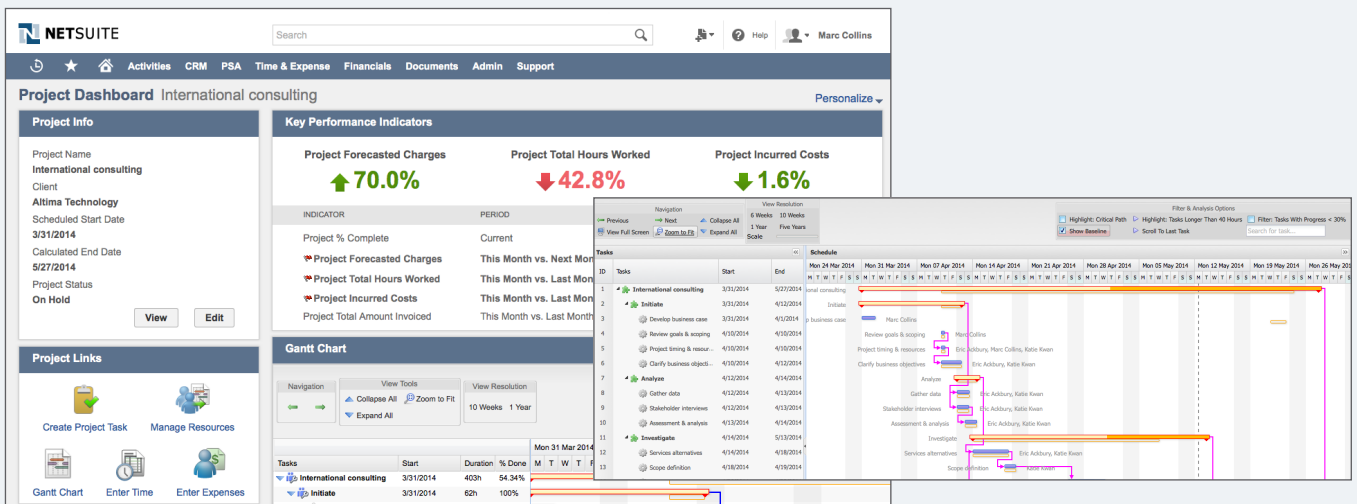 NETSUITE
Search
Help
Marc Collins
Activities CRM PSA Time & Expense Financials Documents Admin Support
Project Dashboard International consulting
Personalize
Project Info
Project Name
International consulting
Client
Altima Technology
Scheduled Start Date
3/31/2014
Calculated End Date
5/27/2014
Project Status
On Hold
View Edit
Project Links
Create Project Task Manage Resources
Gantt Chart Enter Time Enter Expenses
Key Performance Indicators
Project Forecasted Charges Project Total Hours Worked Project Incurred Costs
70.0% 42.8% 1.6%
INDICATOR PERIOD
Project % Complete Current
Project Forecasted Charges This Month vs. Next Mon
Project Total Hours Worked This Month vs. Last Mon
Project Incurred Costs This Month vs. Last Mon
Project Total Amount Invoiced This Month vs. Last Month
Gantt Chart
Navigation View Tools View Resolution
Collapse All Zoom to Fit
Expand All
10 Weeks 1 Year
Mon 31 Mar 2014
Tasks Start Duration % Done M T W T F
International consulting 3/31/2014 403h 54.34%
Initiate 3/31/2014 62h 100%
Navigation View Resolution Filter & Analysis Options
Previous Next Collapse All 6 Weeks 10 Weeks Highlight: Critical Path Highlight: Tasks Longer Than 40 Hours Filter: Tasks With Progress < 30%
View Full Screen Zoom to Fit Expand All 1 Year Five Years Show Baseline Scroll To Last Task Search for task...
Scale
Tasks Schedule
ID Tasks Start End
Mon 24 Mar 2014 Mon 31 Mar 2014 Mon 07 Apr 2014 Mon 14 Apr 2014 Mon 21 Apr 2014 Mon 28 Apr 2014 Mon 05 May 2014 Mon 12 May 2014 Mon 19 May 2014 Mon 26 May 201
M T W T F S S M T W T F S S M T W T F S S M T W T F S S M T W T F S S M T W T F S S M T W T F S S M T W T F S S M T W T F S S M T W T F S
1 International consulting 3/31/2014 5/27/2014 onal consulting
2 Initiate 3/31/2014 4/12/2014 Initiate
3 Develop business case 3/31/2014 4/1/2014 p business case Marc Collins
4 Review goals & scoping 4/10/2014 4/10/2014 Review goals & scoping Marc Collins
5 Project timing & resour... 4/10/2014 4/10/2014 Project timing & resources Eric Ackbury, Marc Collins, Katie Kwan
6 Clarify business objecti... 4/10/2014 4/12/2014 Clarify business objectives Eric Ackbury, Katie Kwan
7 Analyze 4/12/2014 4/14/2014 Analyze
8 Gather data 4/12/2014 4/13/2014 Gather data Eric Ackbury, Katie Kwan
9 Stakeholder interviews 4/12/2014 4/13/2014 Stakeholder interviews Eric Ackbury, Katie Kwan
10 Assessment & analysis 4/13/2014 4/14/2014 Assessment & analysis Eric Ackbury, Katie Kwan
11 Investigate 4/14/2014 5/13/2014 Investigate
12 Services alternatives 4/14/2014 4/18/2014 Services alternatives Eric Ackbury, Katie Kwan
13 Scope definition 4/18/2014 4/19/2014 Scope definition Katie Kwan